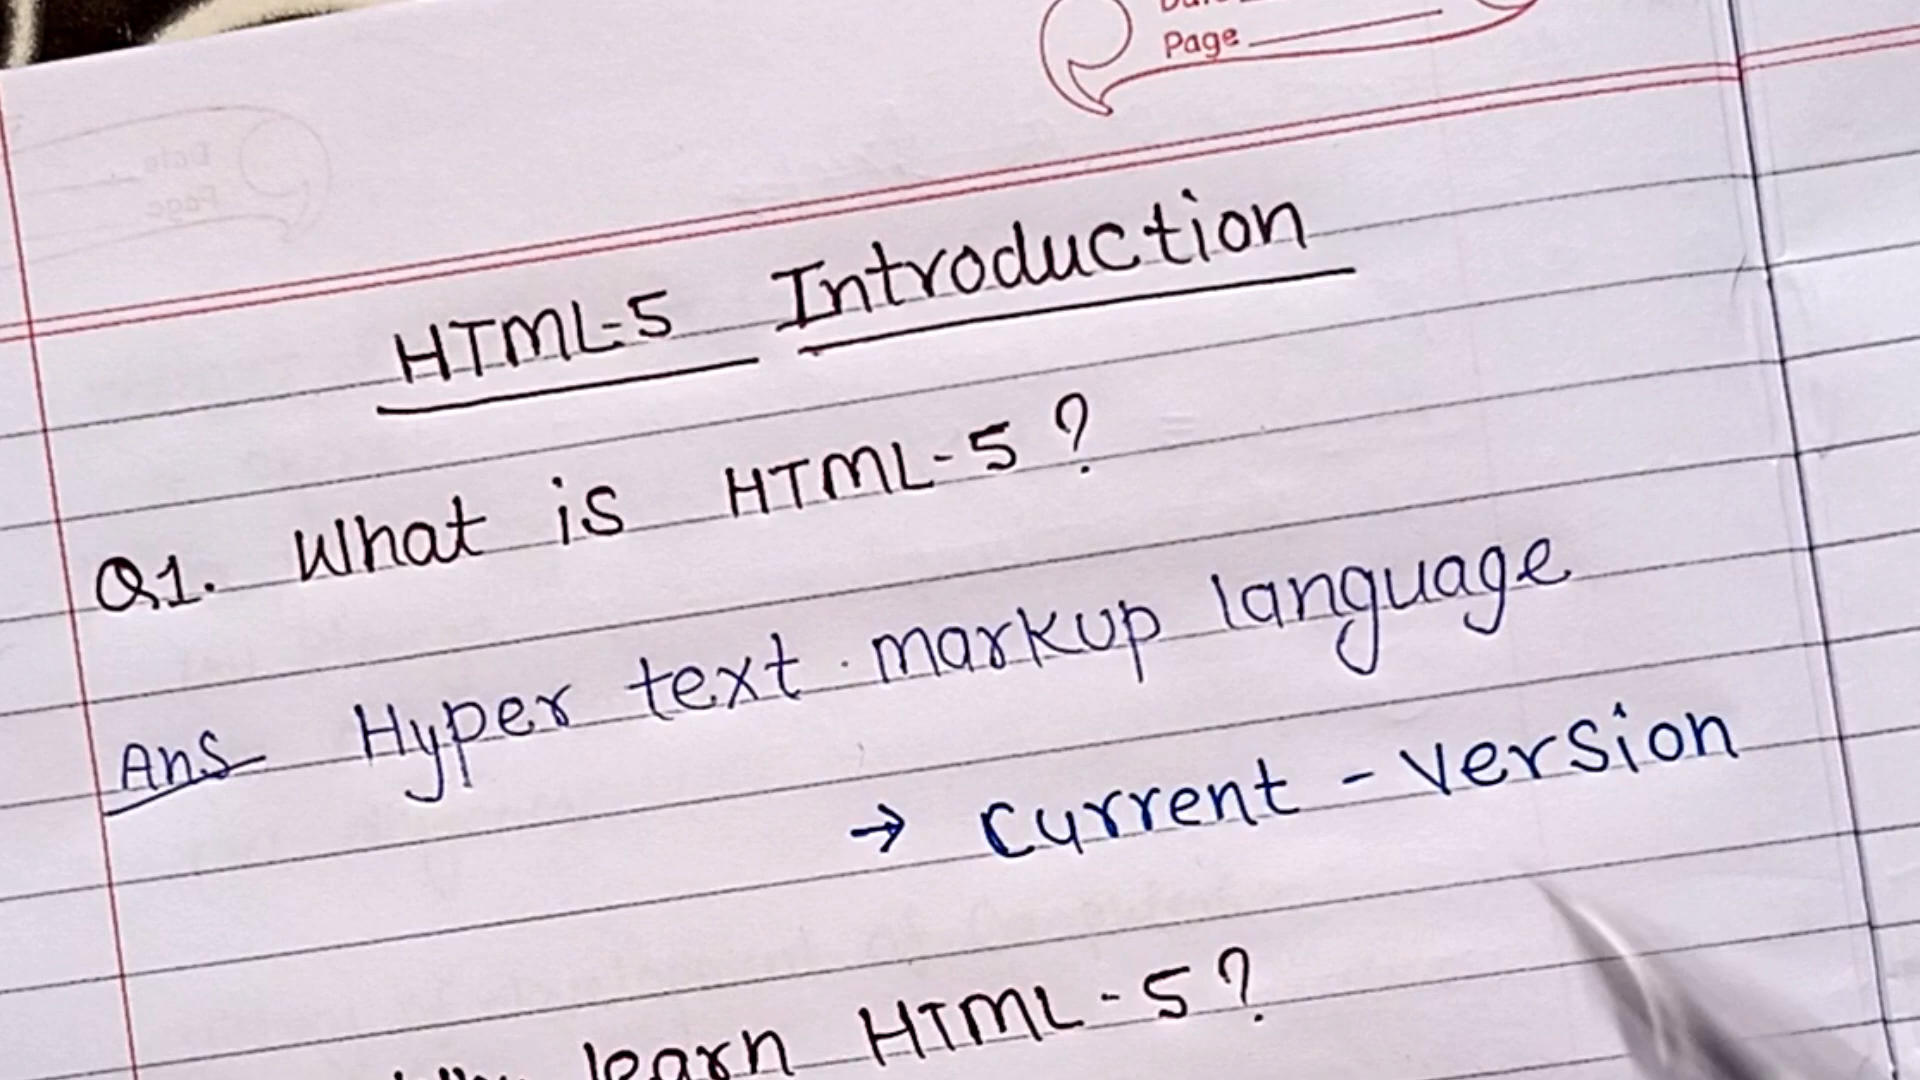 Page
HTML-5 Introduction
Q1. What is HTML-5?
Ans Hyper text markup language
→ Current - version
learn HTML-5?